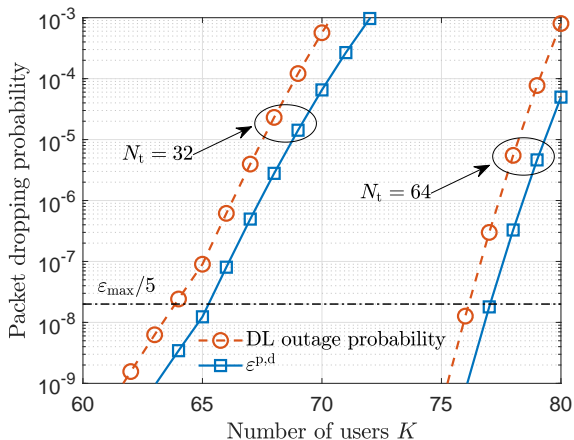 Packet dropping probability
10^-3
10^-4
10^-5
10^-6
10^-7
10^-8
10^-9
N_t = 32
N_t = 64
ε_max/5
DL outage probability
ε^p,d
60 65 70 75 80
Number of users K